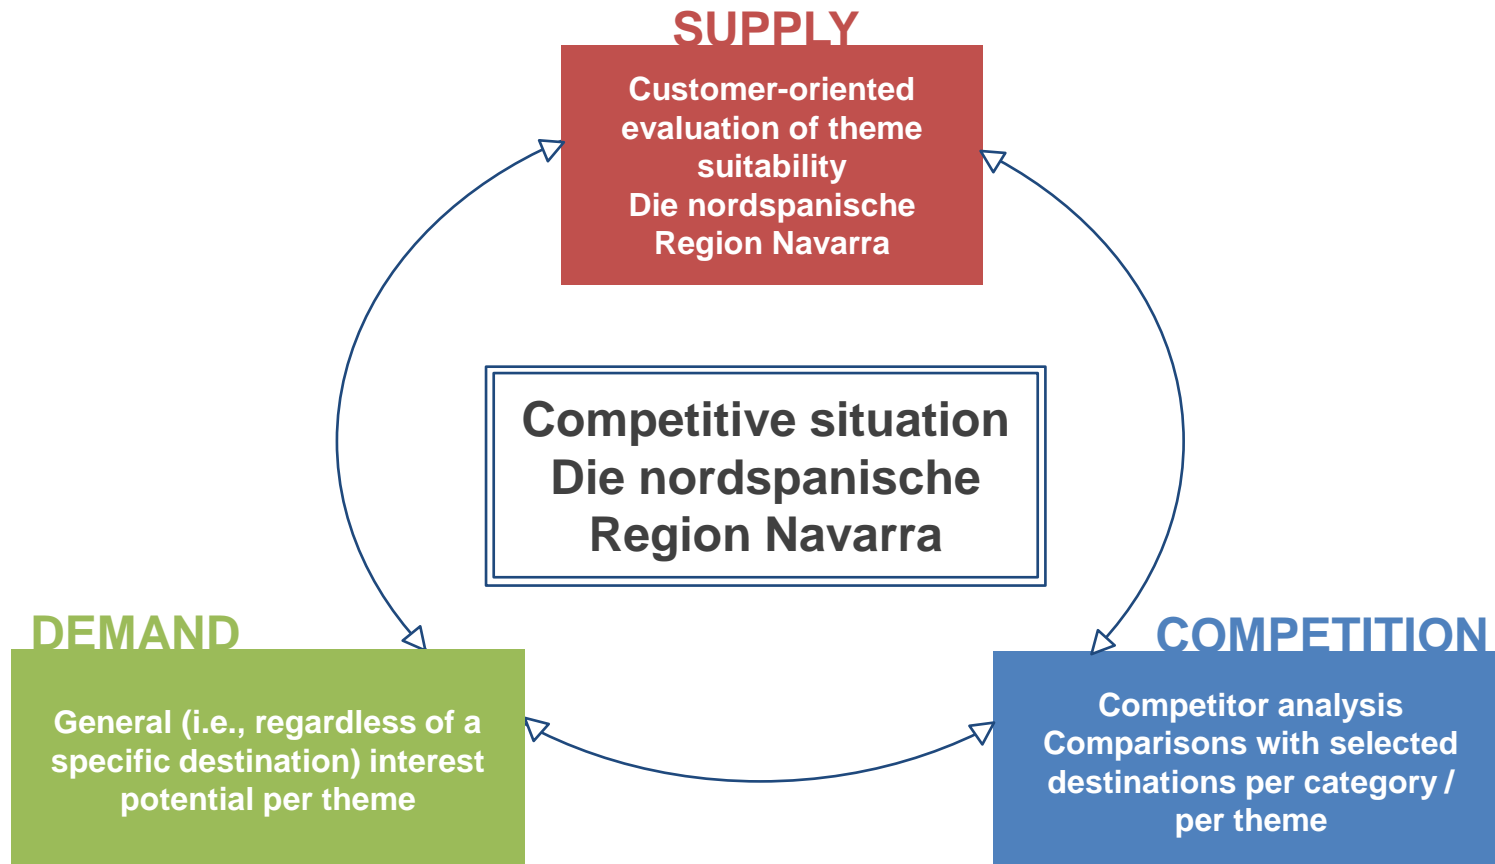 SUPPLY
Customer-oriented
evaluation of theme
suitability
Die nordspanische
Region Navarra
Competitive situation
Die nordspanische
Region Navarra
DEMAND
General (i.e., regardless of a
specific destination) interest
potential per theme
COMPETITION
Competitor analysis
Comparisons with selected
destinations per category /
per theme